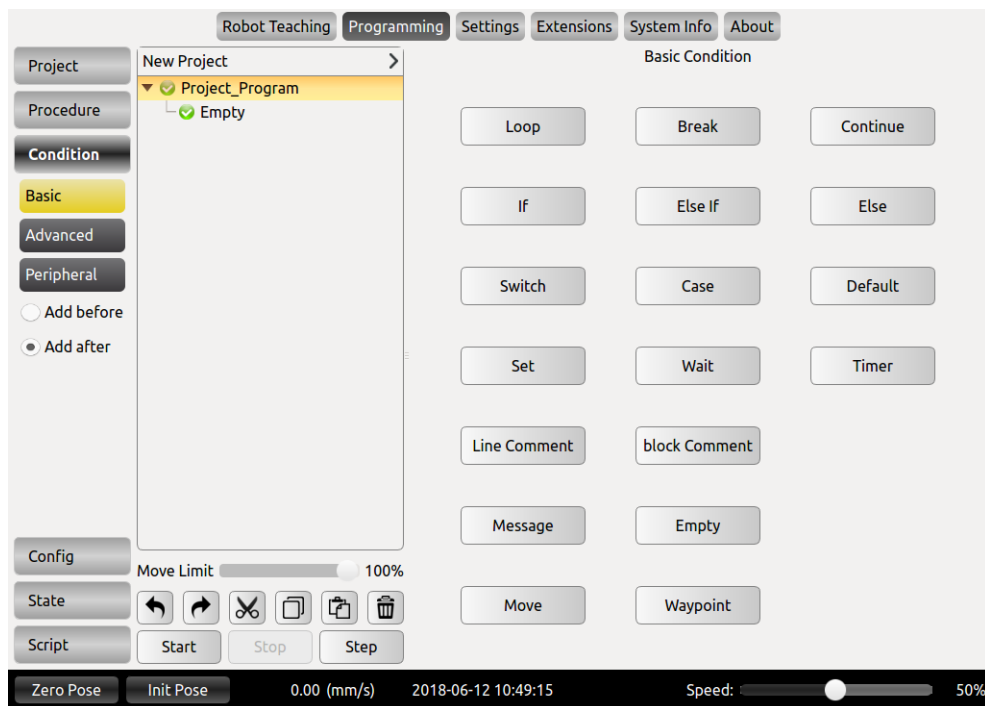 Robot Teaching Programming Settings Extensions System Info About
Project
Procedure
Condition
Basic
Advanced
Peripheral
Add before
Add after
Config
State
Script
New Project
Project_Program
Empty
Move Limit 100%
Start Stop Step
Basic Condition
Loop Break Continue
If Else If Else
Switch Case Default
Set Wait Timer
Line Comment block Comment
Message Empty
Move Waypoint
Zero Pose Init Pose 0.00 (mm/s) 2018-06-12 10:49:15 Speed: 50%